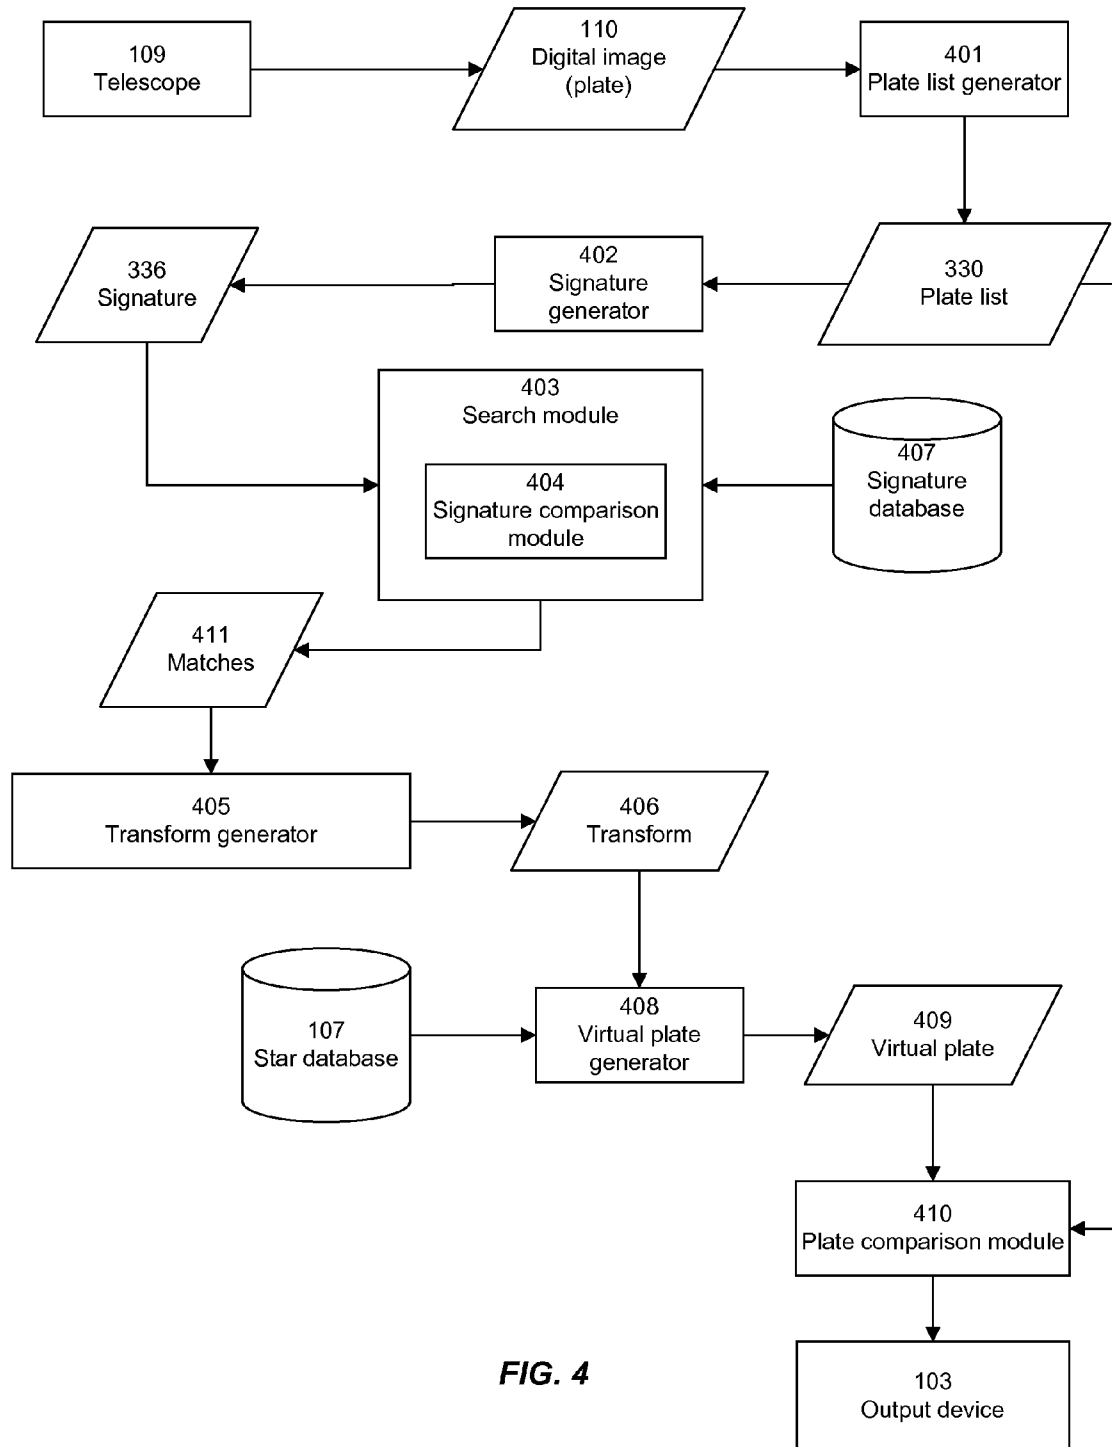 109
Telescope
110
Digital image
(plate)
401
Plate list generator
336
Signature
402
Signature
generator
330
Plate list
403
Search module
404
Signature comparison
module
407
Signature
database
411
Matches
405
Transform generator
406
Transform
107
Star database
408
Virtual plate
generator
409
Virtual plate
410
Plate comparison module
FIG. 4
103
Output device